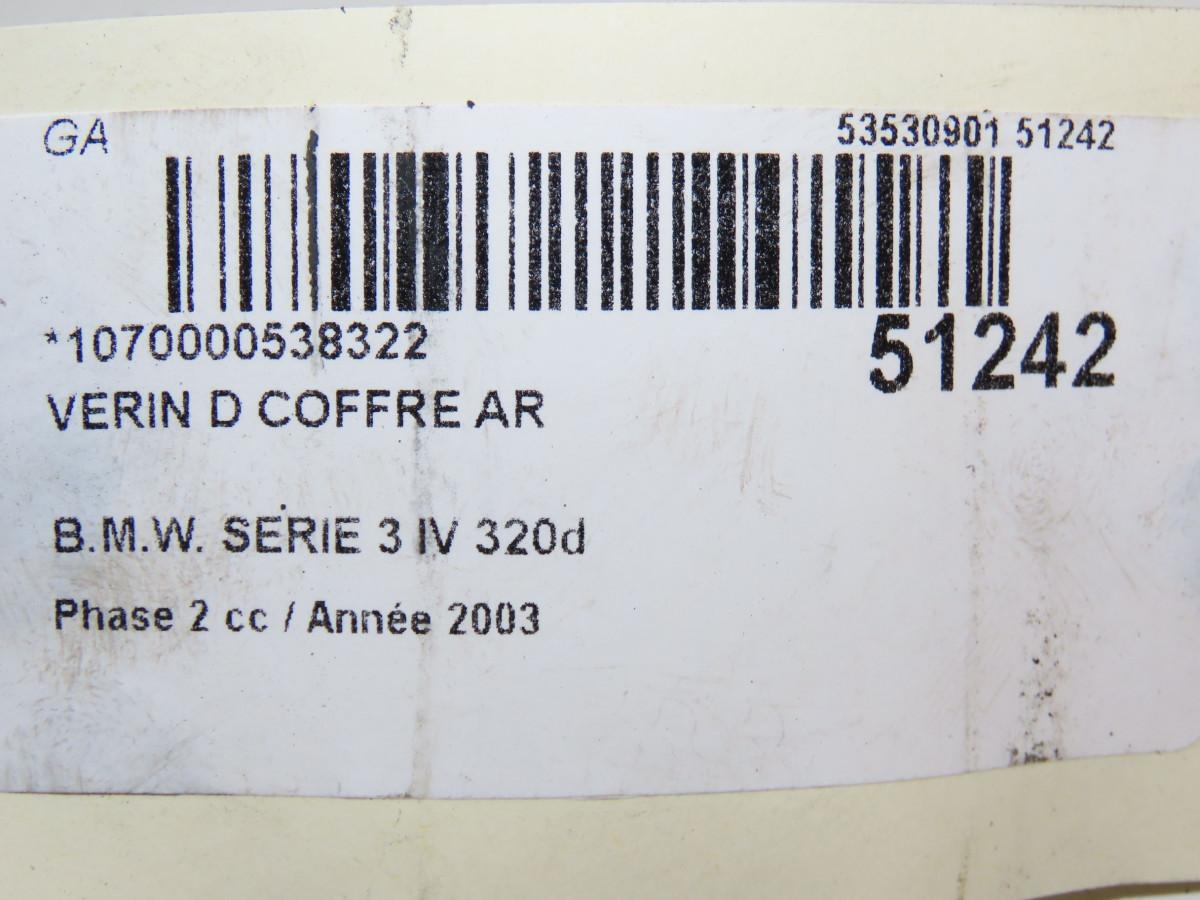 GA
53530901 51242
*1070000538322
51242
VERIN D COFFRE AR
B.M.W. SERIE 3 IV 320d
Phase 2 cc / Année 2003